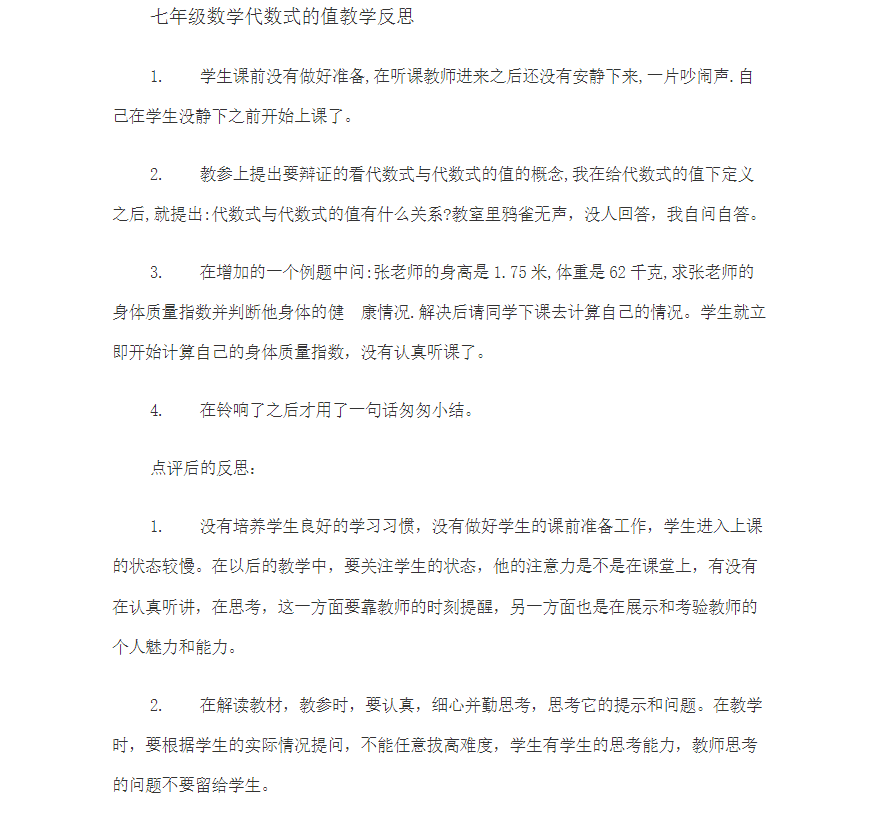 七年级数学代数式的值教学反思
1. 学生课前没有做好准备,在听课教师进来之后还没有安静下来,一片吵闹声.自
己在学生没静下之前开始上课了。
2. 教参上提出要辩证的看代数式与代数式的值的概念,我在给代数式的值下定义
之后,就提出:代数式与代数式的值有什么关系?教室里鸦雀无声，没人回答，我自问自答。
3. 在增加的一个例题中问:张老师的身高是1.75米,体重是62千克,求张老师的
身体质量指数并判断他身体的健 康情况.解决后请同学下课去计算自己的情况。学生就立
即开始计算自己的身体质量指数，没有认真听课了。
4. 在铃响了之后才用了一句话匆匆小结。
点评后的反思:
1. 没有培养学生良好的学习习惯，没有做好学生的课前准备工作，学生进入上课
的状态较慢。在以后的教学中，要关注学生的状态，他的注意力是不是在课堂上，有没有
在认真听讲，在思考，这一方面要靠教师的时刻提醒，另一方面也是在展示和考验教师的
个人魅力和能力。
2. 在解读教材，教参时，要认真，细心并勤思考，思考它的提示和问题。在教学
时，要根据学生的实际情况提问，不能任意拔高难度，学生有学生的思考能力，教师思考
的问题不要留给学生。